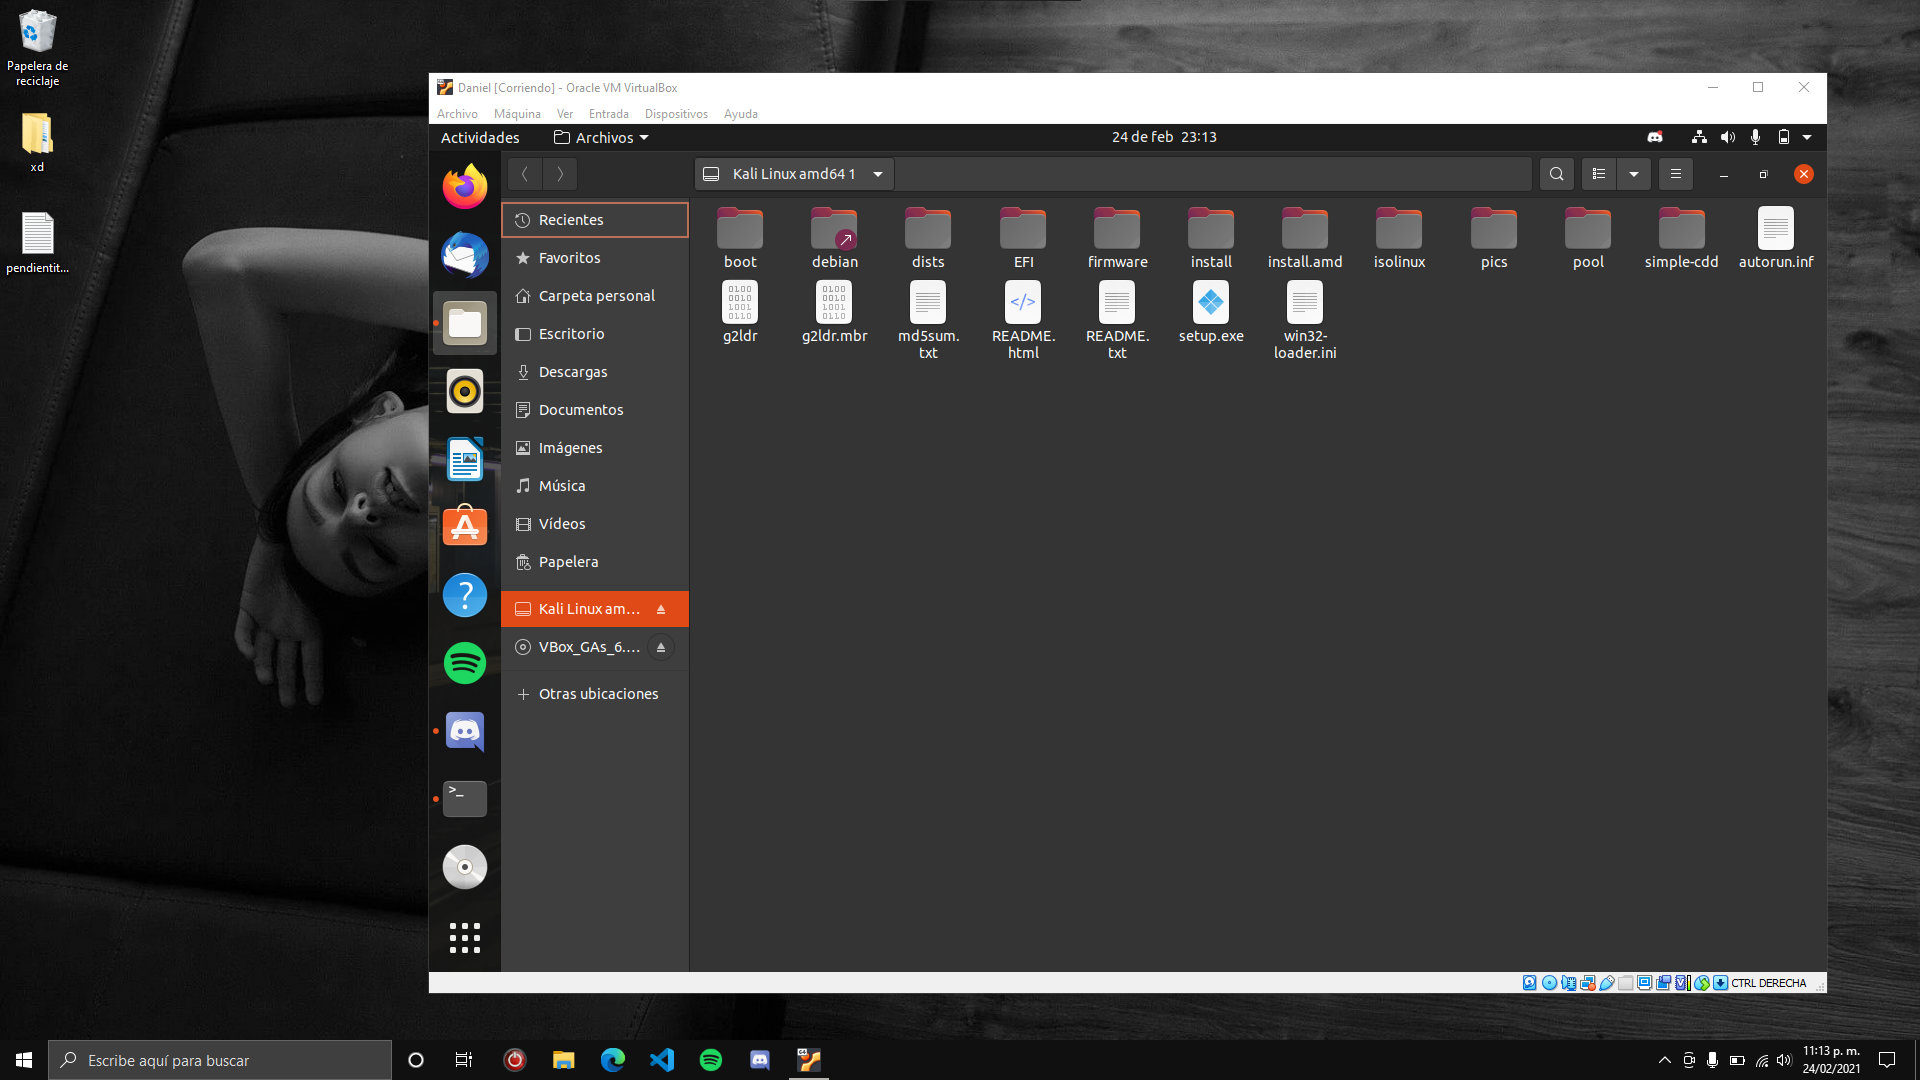 Papelera de
reciclaje
xd
pendientit...
Daniel [Corriendo] - Oracle VM VirtualBox
Archivo Máquina Ver Entrada Dispositivos Ayuda
Actividades Archivos 24 de feb 23:13
Kali Linux amd64 1
Recientes
Favoritos
Carpeta personal
Escritorio
Descargas
Documentos
Imágenes
Música
Vídeos
Papelera
Kali Linux am...
VBox_GAs_6....
Otras ubicaciones
boot debian dists EFI firmware install install.amd isolinux pics pool simple-cdd autorun.inf
g2ldr g2ldr.mbr md5sum. README. README. setup.exe win32-
txt html txt loader.ini
CTRL DERECHA
Escribe aquí para buscar
11:13 p. m.
24/02/2021